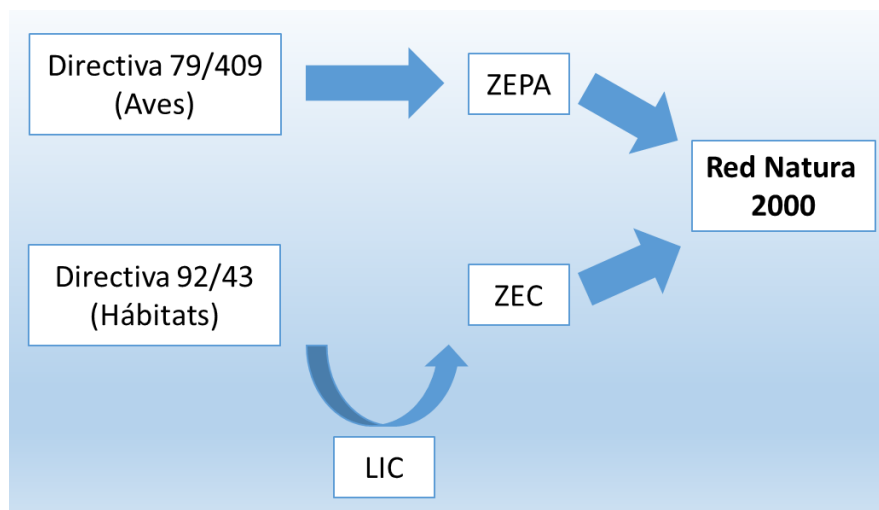 Directiva 79/409
(Aves)
ZEPA
Red Natura
2000
Directiva 92/43
(Hábitats)
ZEC
LIC